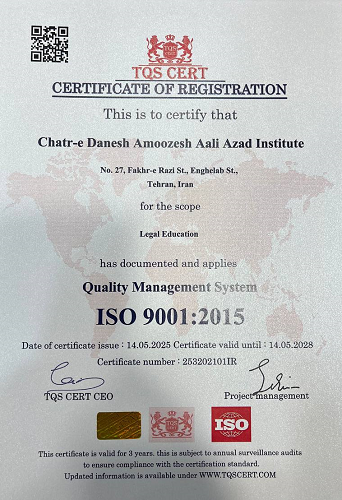 TQS
TQS CERT
CERTIFICATE OF REGISTRATION
This is to certify that
Chatr-e Danesh Amoozesh Aali Azad Institute
No. 27, Fakhr-e Razi St., Enghelab St.,
Tehran, Iran
for the scope
Legal Education
has documented and applies
Quality Management System
ISO 9001:2015
Date of certificate issue : 14.05.2025 Certificate valid until : 14.05.2028
Certificate number : 253202101IR
TQS CERT CEO
Project management
TQS CERT
ISO
This certificate is valid for 3 years. this is subject to annual surveillance audits
to ensure compliance with the certification standard.
Updated information is available under WWW.TQSCERT.COM